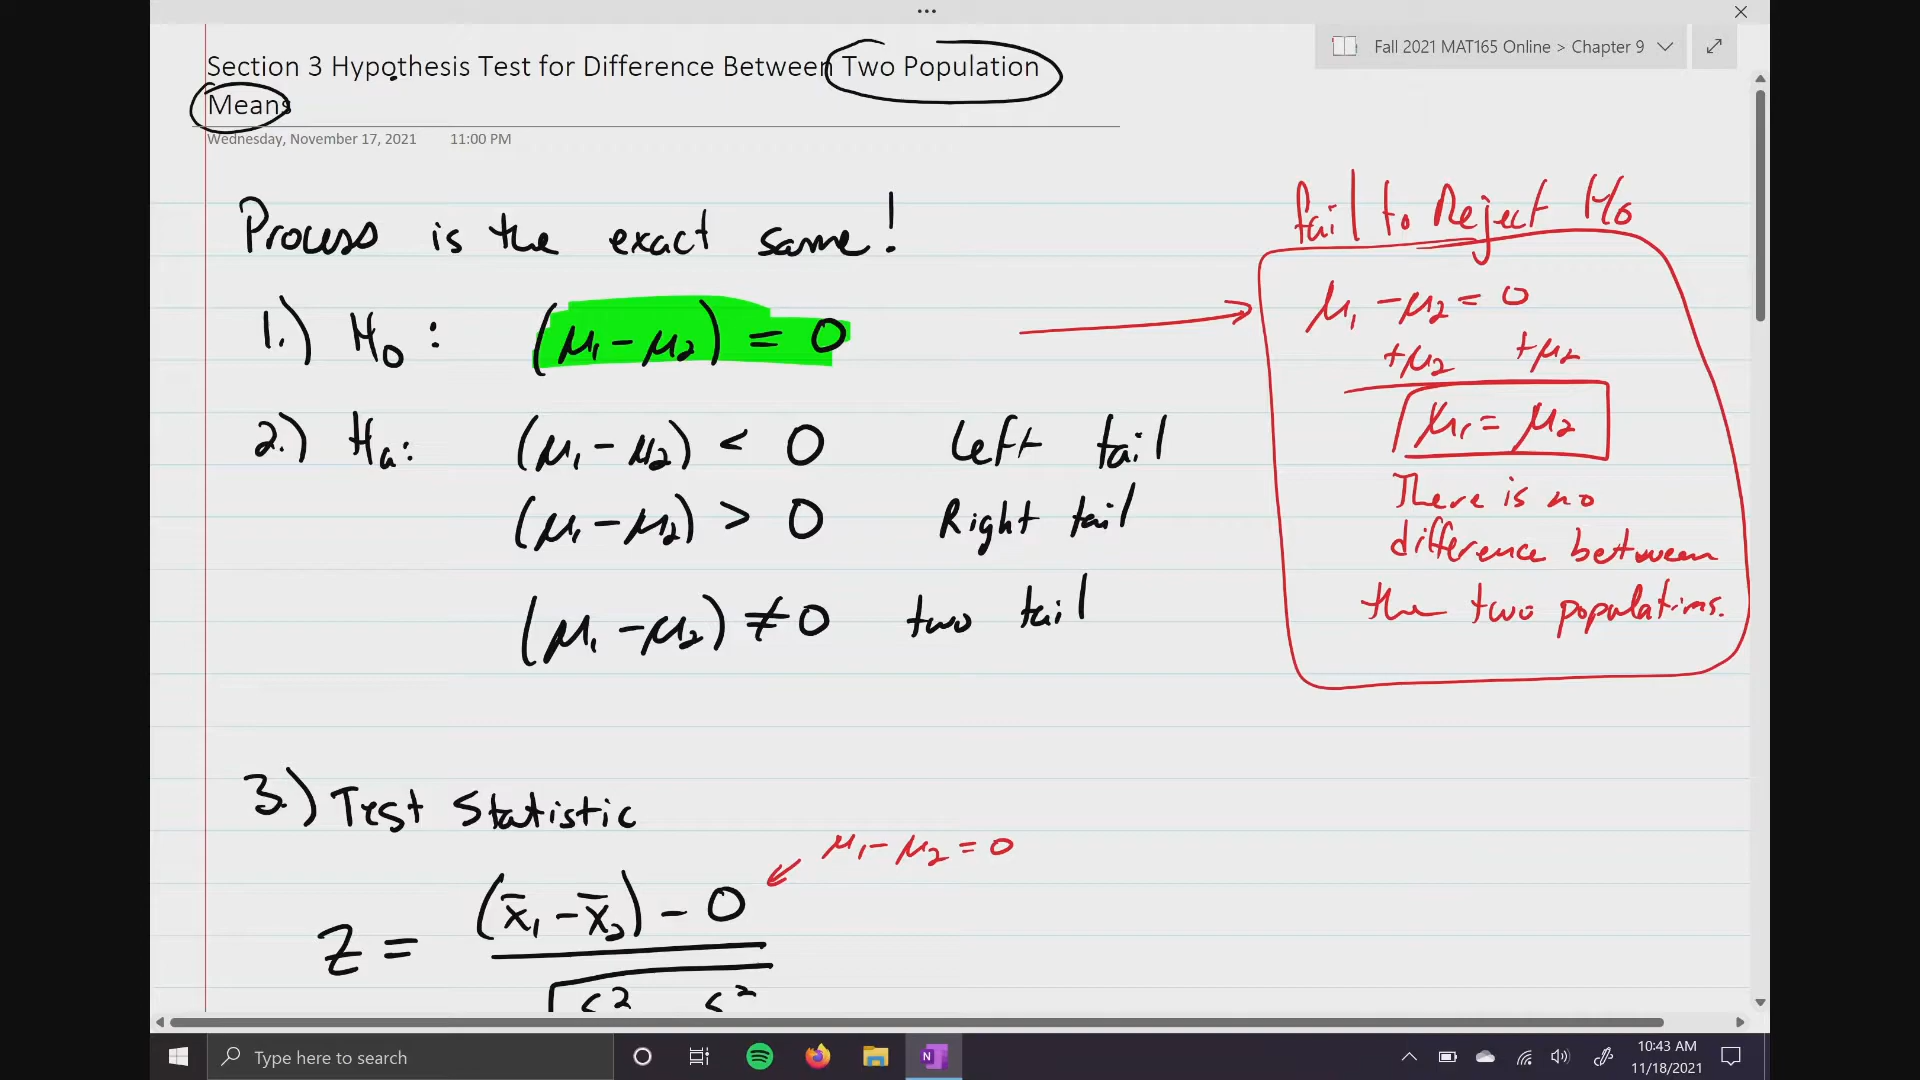 Section 3 Hypothesis Test for Difference Between Two Population
Means
Wednesday, November 17, 2021 11:00 PM
Fall 2021 MAT165 Online > Chapter 9
Process is the exact same!
1.) H₀ : (μ₁ - μ₂) = 0
2.) Hₐ: (μ₁ - μ₂) < 0 Left tail
(μ₁ - μ₂) > 0 Right tail
(μ₁ - μ₂) ≠ 0 two tail
fail to Reject H₀
μ₁ - μ₂ = 0
+μ₂ +μ₂
μ₁ = μ₂
There is no
difference between
the two populations.
3.) Test Statistic
μ₁ - μ₂ = 0
Z = (x̄₁ - x̄₂) - 0
√ s² s²
Type here to search
N
10:43 AM
11/18/2021